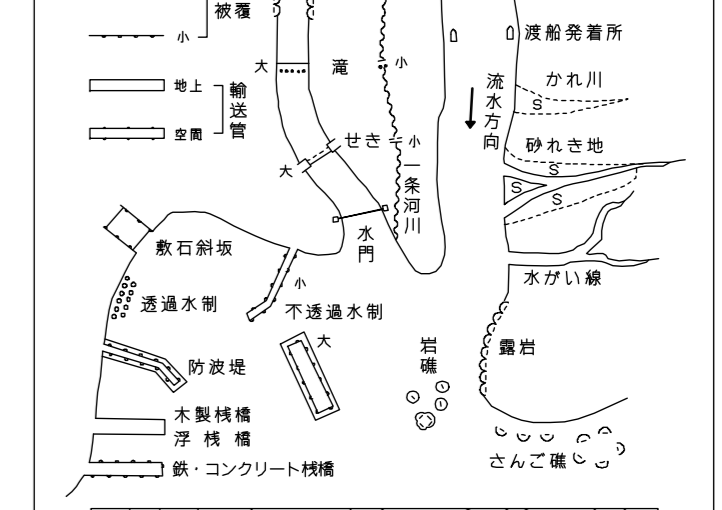 被覆
小
地上
空間
輸送管
大
滝
小
せき
小
大
一条河川
水門
渡船発着所
流水方向
かれ川
S
砂れき地
S
S
S
水がい線
敷石斜坂
透過水制
小
不透過水制
大
防波堤
木製桟橋
浮桟橋
鉄・コンクリート桟橋
岩礁
露岩
さんご礁